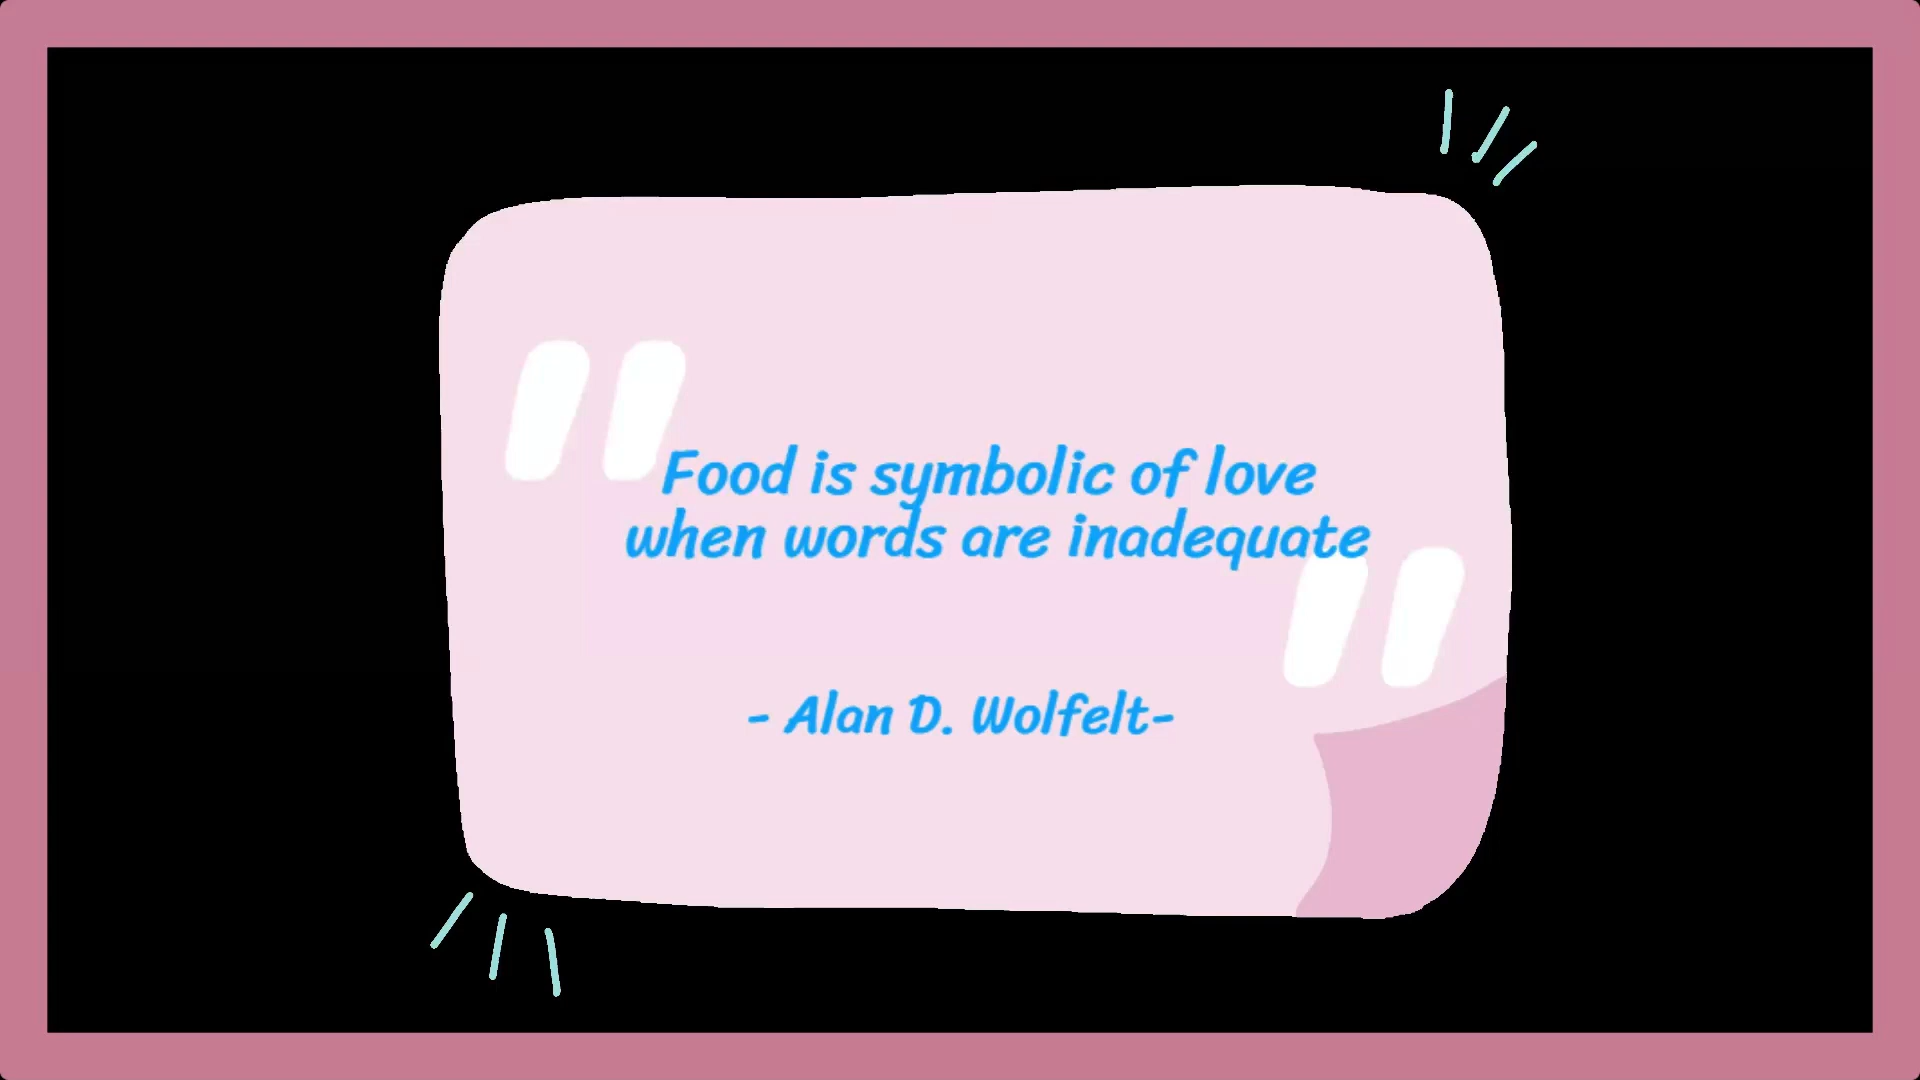 Food is symbolic of love
when words are inadequate
- Alan D. Wolfelt-